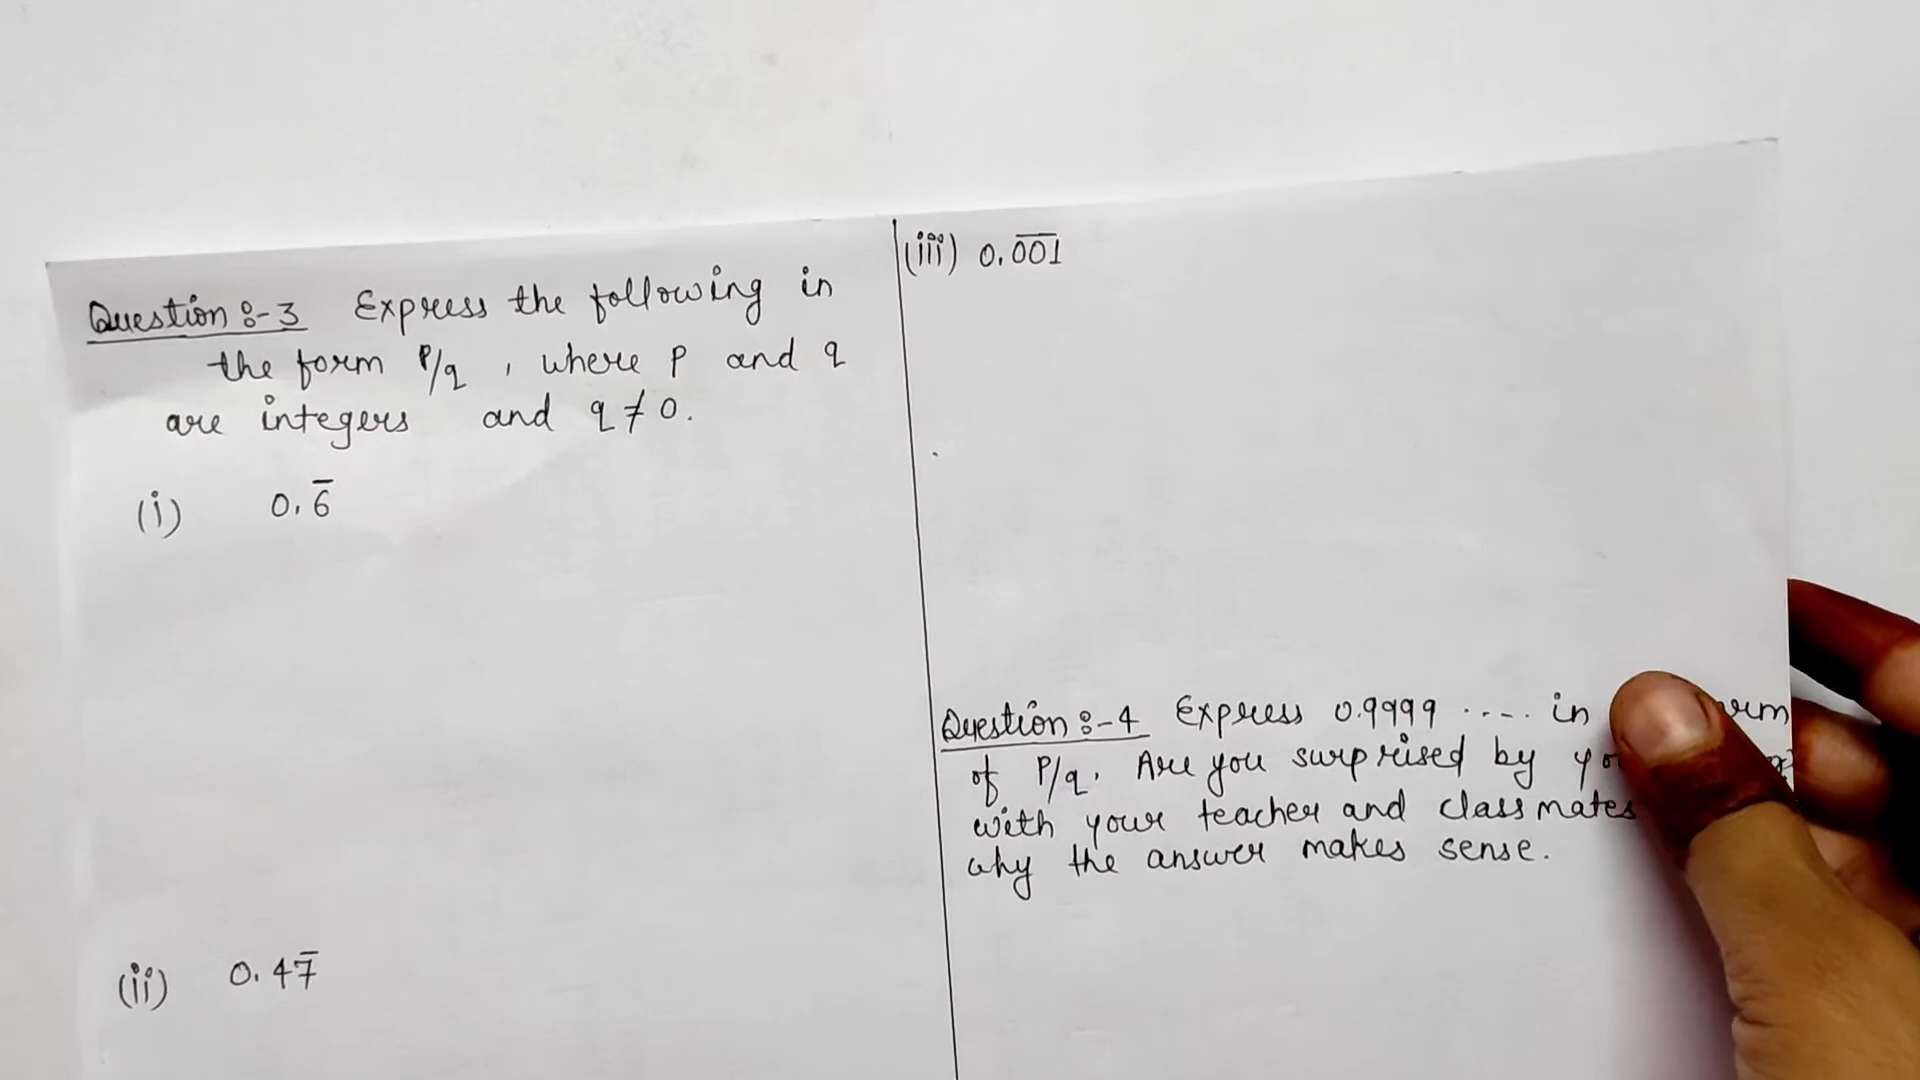 Question :- 3 Express the following in
the form P/q , where p and q
are integers and q ≠ 0.
(i) 0.6̅
(ii) 0.47̅
(iii) 0.0̅0̅1̅
Question :- 4 Express 0.9999 ..... in
of P/q. Are you surprised by
with your teacher and classmates
why the answer makes sense.